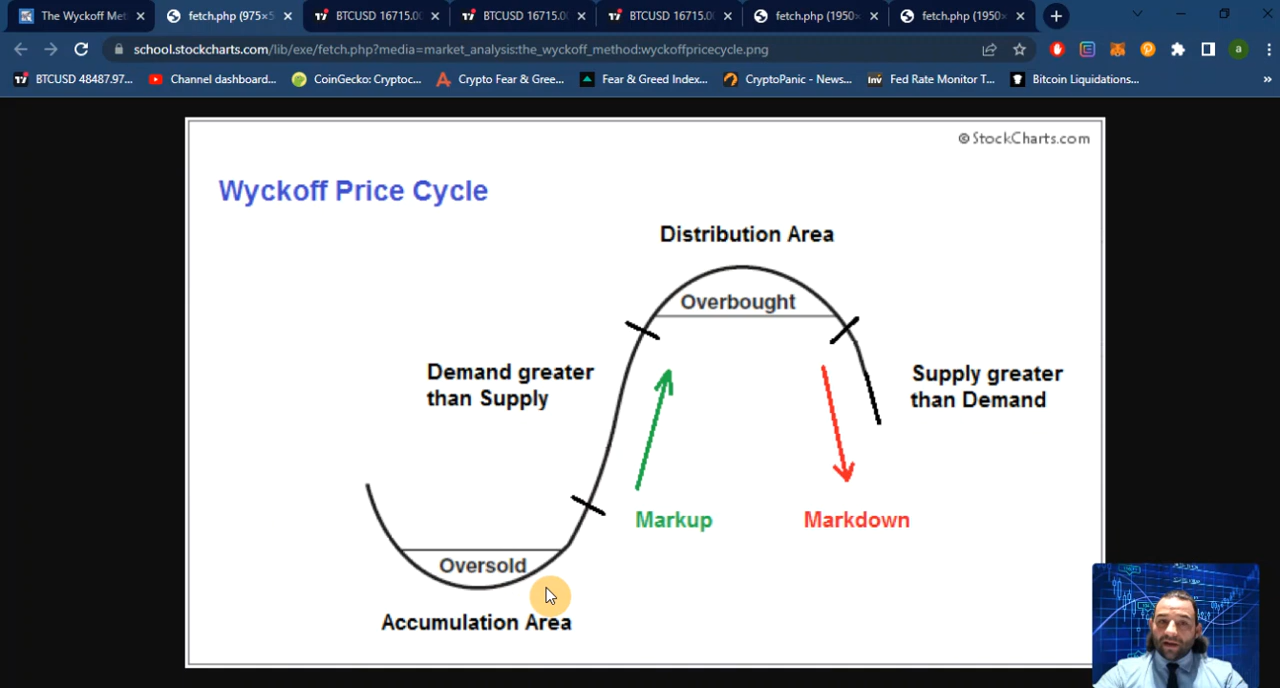 The Wyckoff Met
fetch.php (975×5
BTCUSD 16715.00
BTCUSD 16715.0
BTCUSD 16715.0
fetch.php (1950×
fetch.php (1950×
school.stockcharts.com/lib/exe/fetch.php?media=market_analysis:the_wyckoff_method:wyckoffpricecycle.png
a
BTCUSD 48487.97...
Channel dashboard...
CoinGecko: Cryptoc...
Crypto Fear & Gree...
Fear & Greed Index...
CryptoPanic - News...
Inv
Fed Rate Monitor T...
Bitcoin Liquidations...
»
©StockCharts.com
Wyckoff Price Cycle
Distribution Area
Overbought
Demand greater
than Supply
Supply greater
than Demand
Markup
Markdown
Oversold
Accumulation Area